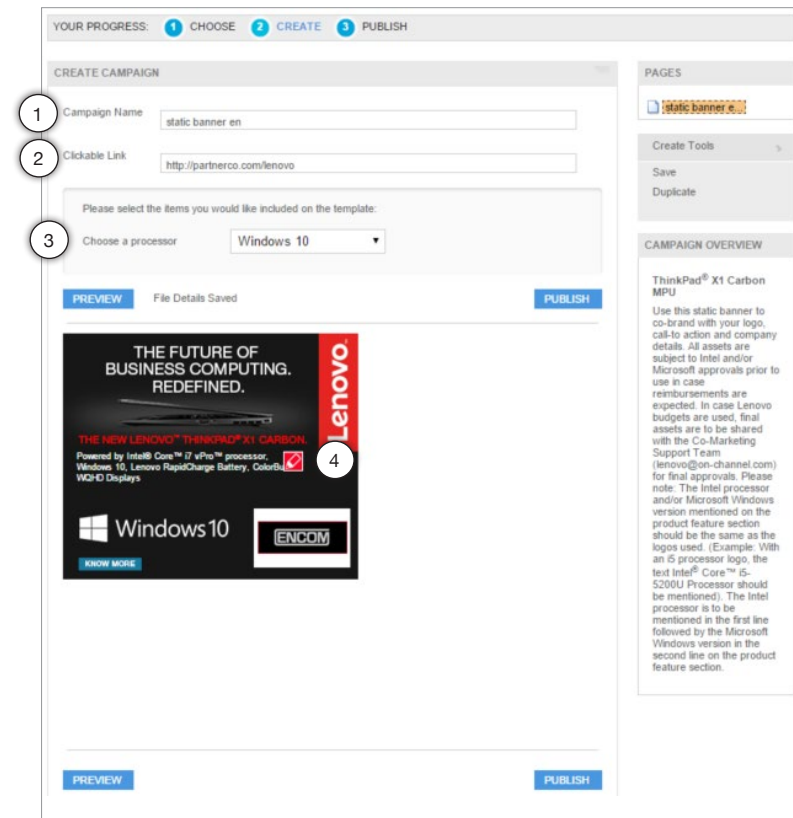 YOUR PROGRESS: 1 CHOOSE 2 CREATE 3 PUBLISH
CREATE CAMPAIGN
1
Campaign Name
static banner en
2
Clickable Link
http://partnerco.com/lenovo
Please select the items you would like included on the template:
3
Choose a processor
Windows 10
PREVIEW
File Details Saved
PUBLISH
THE FUTURE OF
BUSINESS COMPUTING.
REDEFINED.
Lenovo
THE NEW LENOVO™ THINKPAD® X1 CARBON.
Powered by Intel® Core™ i7 vPro™ processor,
Windows 10, Lenovo RapidCharge Battery, ColorBu
WQHD Displays
4
Windows 10
ENCOM
KNOW MORE
PREVIEW
PUBLISH
PAGES
static banner e...
Create Tools
Save
Duplicate
CAMPAIGN OVERVIEW
ThinkPad® X1 Carbon
MPU
Use this static banner to
co-brand with your logo,
call-to action and company
details. All assets are
subject to Intel and/or
Microsoft approvals prior to
use in case
reimbursements are
expected. In case Lenovo
budgets are used, final
assets are to be shared
with the Co-Marketing
Support Team
(lenovo@on-channel.com)
for final approvals. Please
note: The Intel processor
and/or Microsoft Windows
version mentioned on the
product feature section
should be the same as the
logos used. (Example: With
an i5 processor logo, the
text Intel® Core™ i5-
5200U Processor should
be mentioned). The Intel
processor is to be
mentioned in the first line
followed by the Microsoft
Windows version in the
second line on the product
feature section.